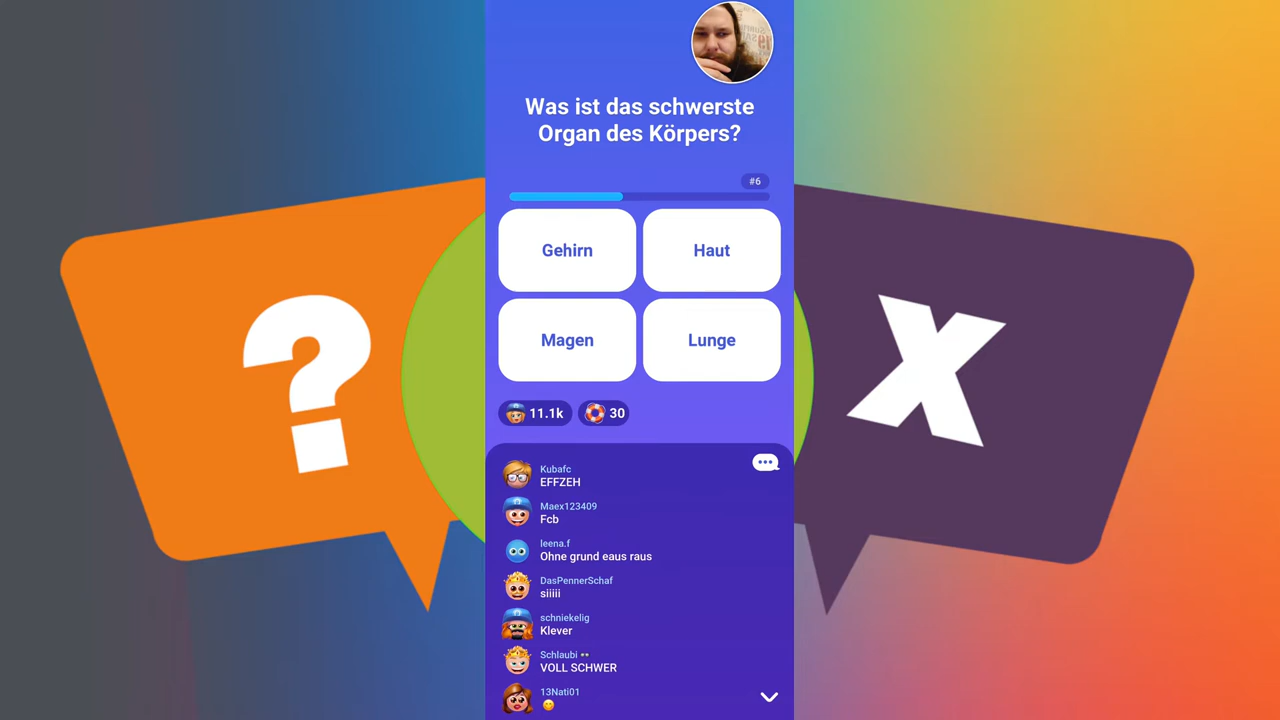 Was ist das schwerste
Organ des Körpers?
#6
Gehirn
Haut
Magen
Lunge
11.1k
30
Kubafc
EFFZEH
Maex123409
Fcb
leena.f
Ohne grund eaus raus
DasPennerSchaf
siiiii
schniekelig
Klever
Schlaubi
VOLL SCHWER
13Nati01
?
X